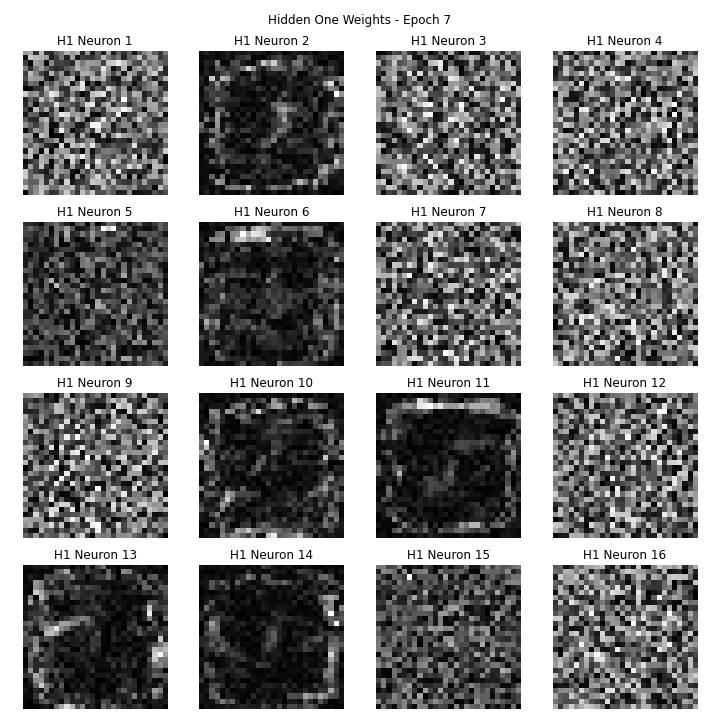 Hidden One Weights - Epoch 7
H1 Neuron 1
H1 Neuron 2
H1 Neuron 3
H1 Neuron 4
H1 Neuron 5
H1 Neuron 6
H1 Neuron 7
H1 Neuron 8
H1 Neuron 9
H1 Neuron 10
H1 Neuron 11
H1 Neuron 12
H1 Neuron 13
H1 Neuron 14
H1 Neuron 15
H1 Neuron 16